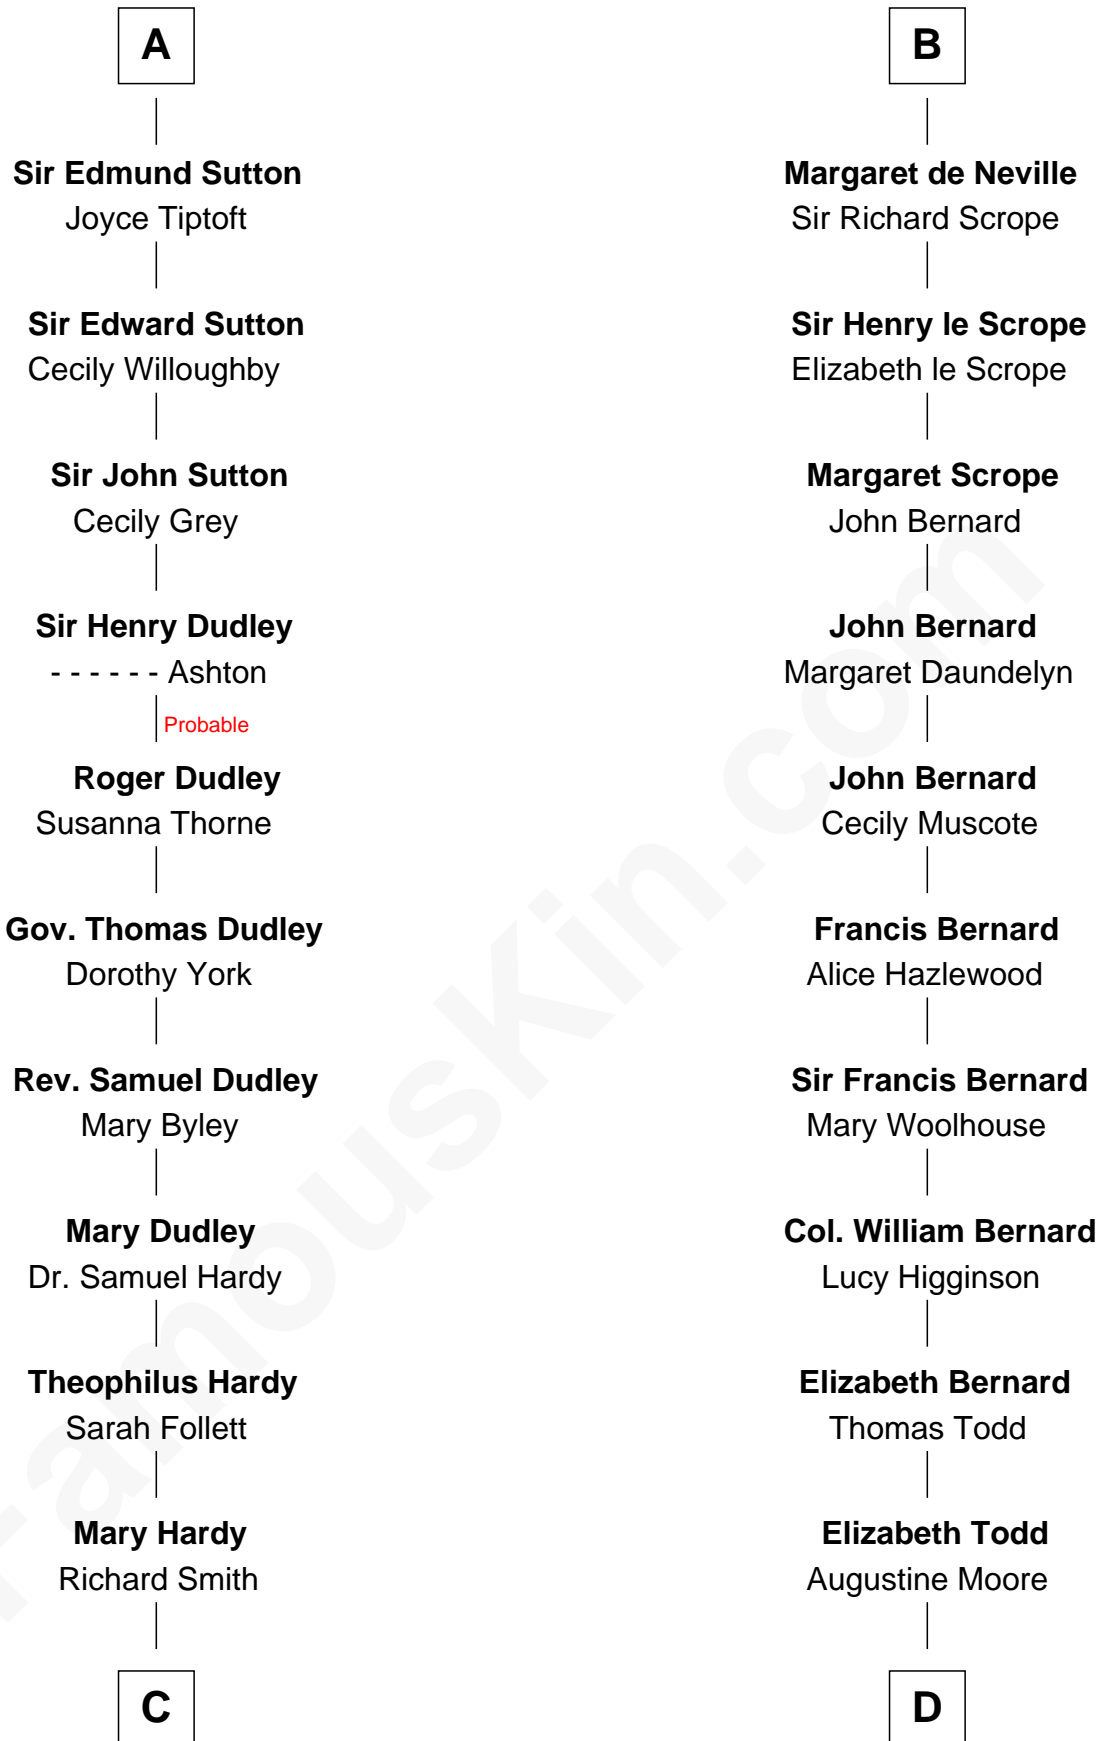 A
Sir Edmund Sutton
Joyce Tiptoft
Sir Edward Sutton
Cecily Willoughby
Sir John Sutton
Cecily Grey
Sir Henry Dudley
- - - - - - Ashton
Probable
Roger Dudley
Susanna Thorne
Gov. Thomas Dudley
Dorothy York
Rev. Samuel Dudley
Mary Byley
Mary Dudley
Dr. Samuel Hardy
Theophilus Hardy
Sarah Follett
Mary Hardy
Richard Smith
C
B
Margaret de Neville
Sir Richard Scrope
Sir Henry le Scrope
Elizabeth le Scrope
Margaret Scrope
John Bernard
John Bernard
Margaret Daundelyn
John Bernard
Cecily Muscote
Francis Bernard
Alice Hazlewood
Sir Francis Bernard
Mary Woolhouse
Col. William Bernard
Lucy Higginson
Elizabeth Bernard
Thomas Todd
Elizabeth Todd
Augustine Moore
D
FamousKin.com